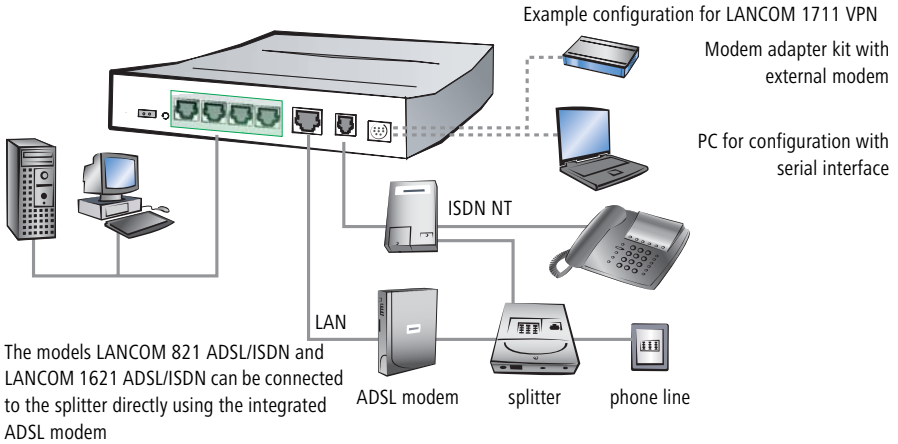 Example configuration for LANCOM 1711 VPN
Modem adapter kit with
external modem
PC for configuration with
serial interface
ISDN NT
LAN
The models LANCOM 821 ADSL/ISDN and
LANCOM 1621 ADSL/ISDN can be connected
to the splitter directly using the integrated
ADSL modem
ADSL modem
splitter
phone line